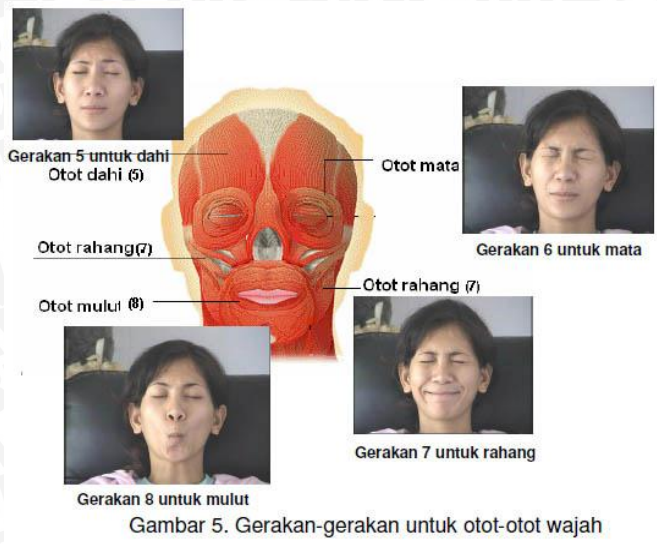 Gerakan 5 untuk dahi
Otot dahi (5)
Otot mata
Gerakan 6 untuk mata
Otot rahang(7)
Otot rahang (7)
Otot mulut (8)
Gerakan 7 untuk rahang
Gerakan 8 untuk mulut
Gambar 5. Gerakan-gerakan untuk otot-otot wajah